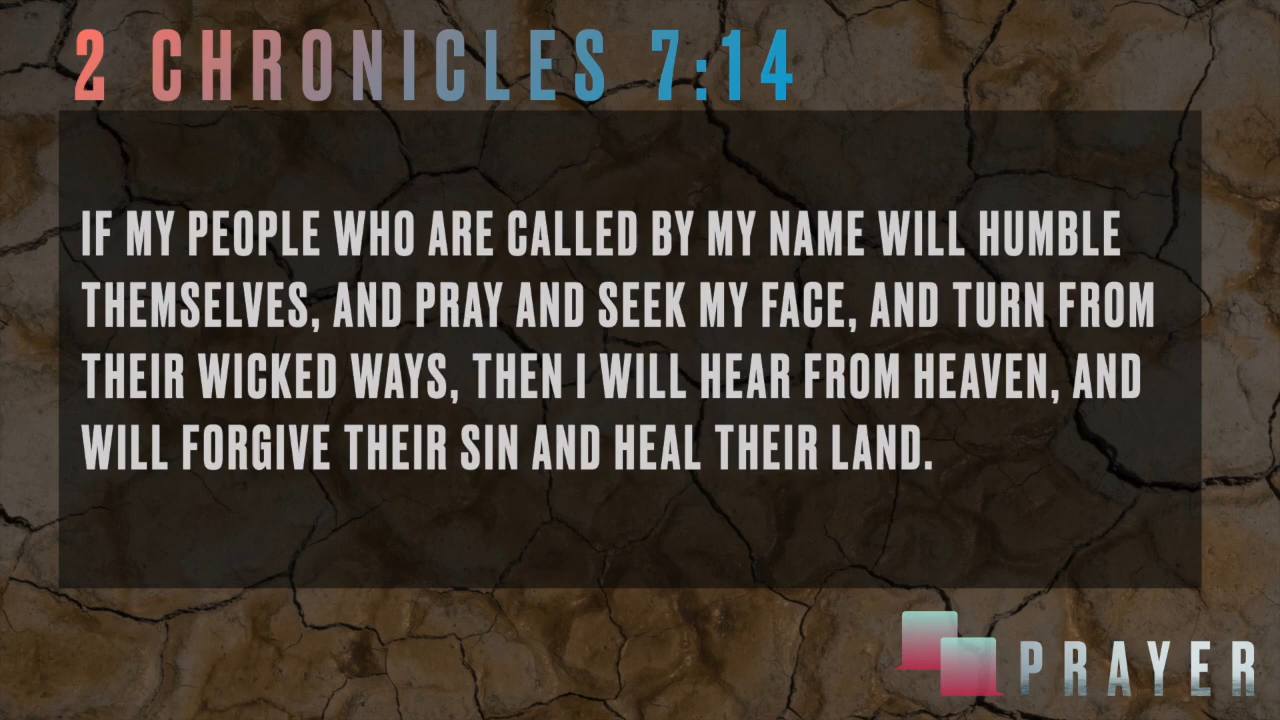 2 CHRONICLES 7:14
IF MY PEOPLE WHO ARE CALLED BY MY NAME WILL HUMBLE
THEMSELVES, AND PRAY AND SEEK MY FACE, AND TURN FROM
THEIR WICKED WAYS, THEN I WILL HEAR FROM HEAVEN, AND
WILL FORGIVE THEIR SIN AND HEAL THEIR LAND.
PRAYER